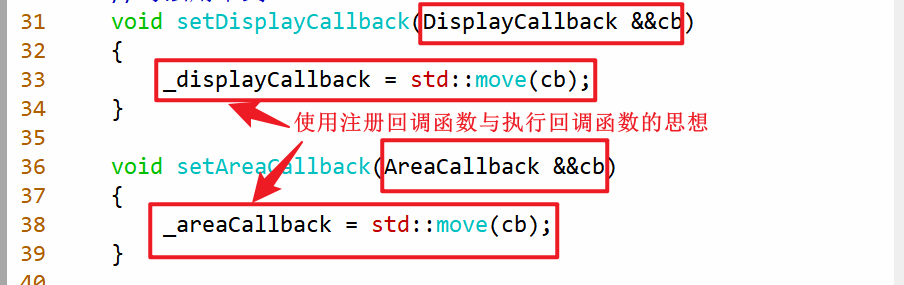 31 void setDisplayCallback(DisplayCallback &&cb)
32 {
33 _displayCallback = std::move(cb);
34 }
使用注册回调函数与执行回调函数的思想
35
36 void setAreaCallback(AreaCallback &&cb)
37 {
38 _areaCallback = std::move(cb);
39 }